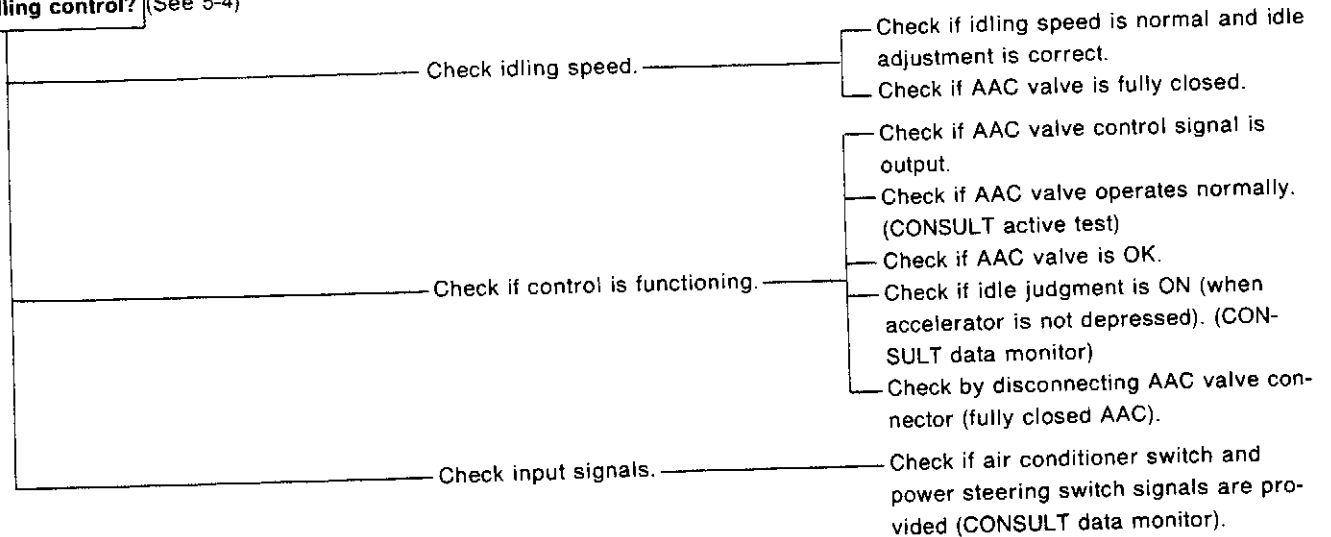 lling control? (See 5-4)
Check idling speed.
Check if idling speed is normal and idle
adjustment is correct.
Check if AAC valve is fully closed.
Check if control is functioning.
Check if AAC valve control signal is
output.
Check if AAC valve operates normally.
(CONSULT active test)
Check if AAC valve is OK.
Check if idle judgment is ON (when
accelerator is not depressed). (CON-
SULT data monitor)
Check by disconnecting AAC valve con-
nector (fully closed AAC).
Check input signals.
Check if air conditioner switch and
power steering switch signals are pro-
vided (CONSULT data monitor).